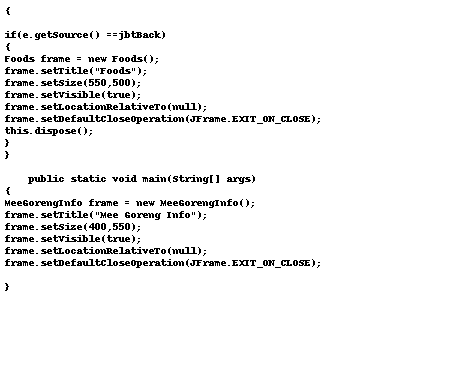 {
if(e.getSource() ==jbtBack)
{
Foods frame = new Foods();
frame.setTitle("Foods");
frame.setSize(550,500);
frame.setVisible(true);
frame.setLocationRelativeTo(null);
frame.setDefaultCloseOperation(JFrame.EXIT_ON_CLOSE);
this.dispose();
}
}
public static void main(String[] args)
{
MeeGorengInfo frame = new MeeGorengInfo();
frame.setTitle("Mee Goreng Info");
frame.setSize(400,550);
frame.setVisible(true);
frame.setLocationRelativeTo(null);
frame.setDefaultCloseOperation(JFrame.EXIT_ON_CLOSE);
}